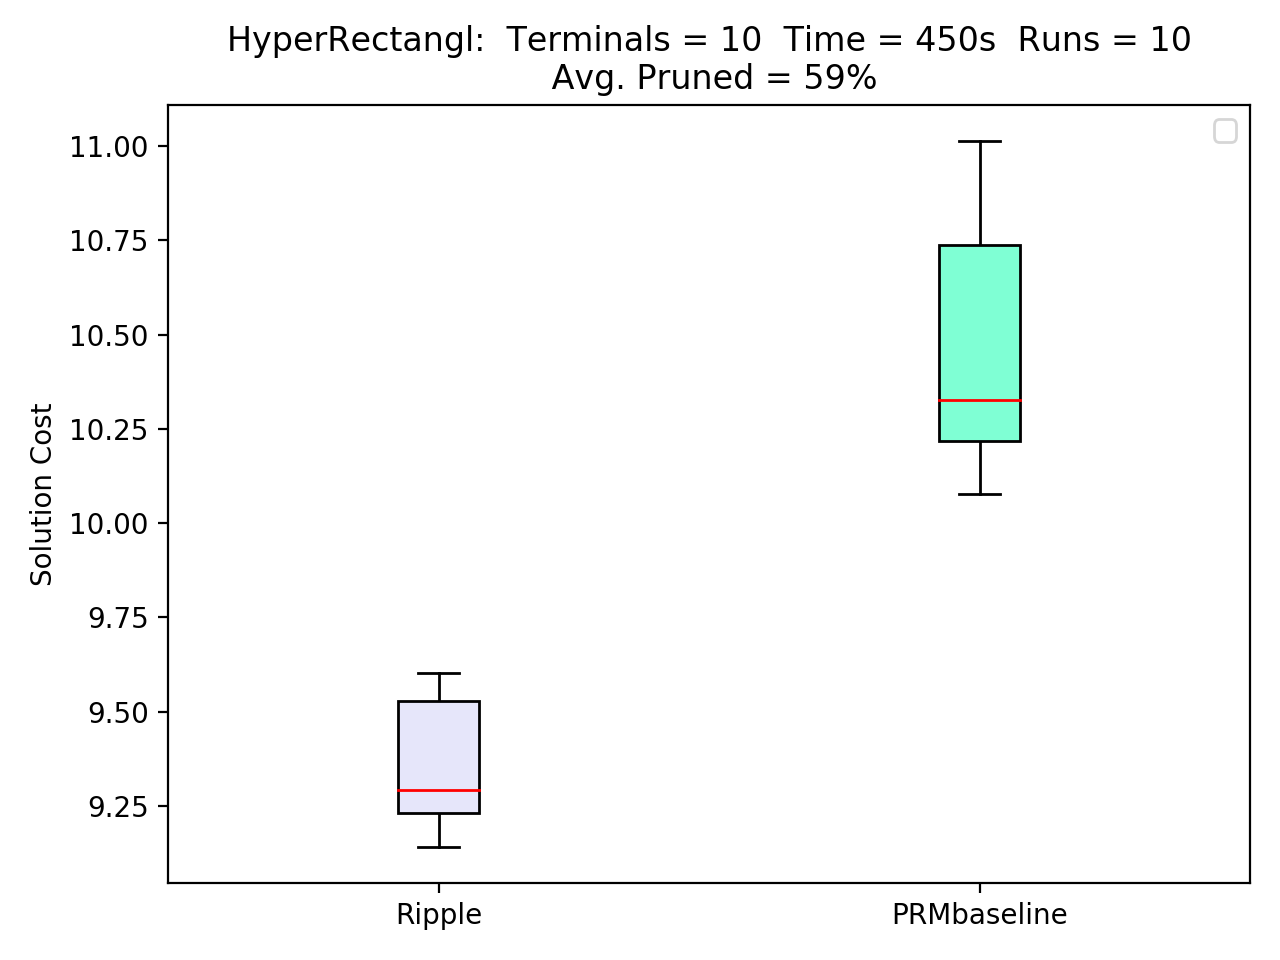 HyperRectangl:  Terminals = 10  Time = 450s  Runs = 10
Avg. Pruned = 59%
11.00
10.75
10.50
10.25
10.00
9.75
9.50
9.25
Solution Cost
Ripple
PRMbaseline